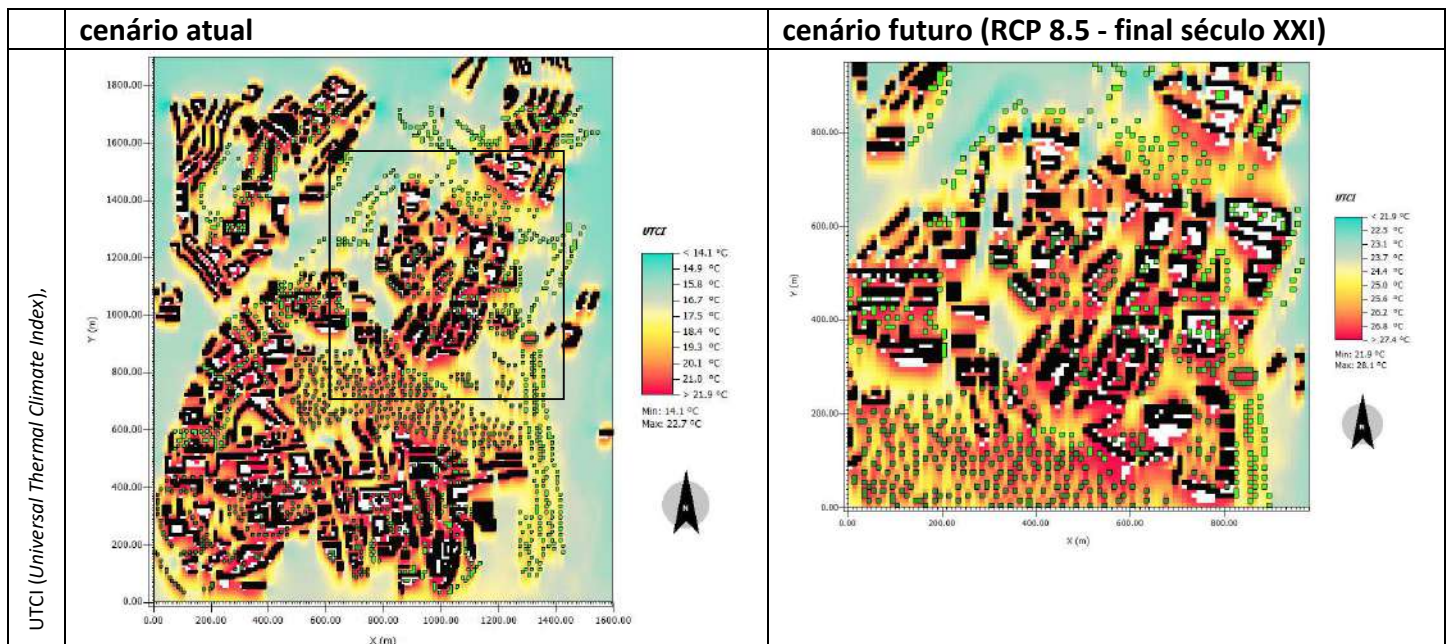 cenário atual
cenário futuro (RCP 8.5 - final século XXI)
UTCI (Universal Thermal Climate Index),
1800.00
1600.00
1400.00
1200.00
1000.00
800.00
600.00
400.00
200.00
0.00
Y (m)
0.00 200.00 400.00 600.00 800.00 1000.00 1200.00 1400.00 1600.00
X (m)
UTCI
< 14.1 °C
14.9 °C
15.8 °C
16.7 °C
17.5 °C
18.4 °C
19.3 °C
20.1 °C
21.0 °C
> 21.9 °C
Min: 14.1 °C
Max: 22.7 °C
N
800.00
600.00
400.00
200.00
0.00
Y (m)
0.00 200.00 400.00 600.00 800.00
X (m)
UTCI
< 21.9 °C
22.5 °C
23.1 °C
23.7 °C
24.4 °C
25.0 °C
25.6 °C
26.2 °C
26.8 °C
> 27.4 °C
Min: 21.9 °C
Max: 28.1 °C
N